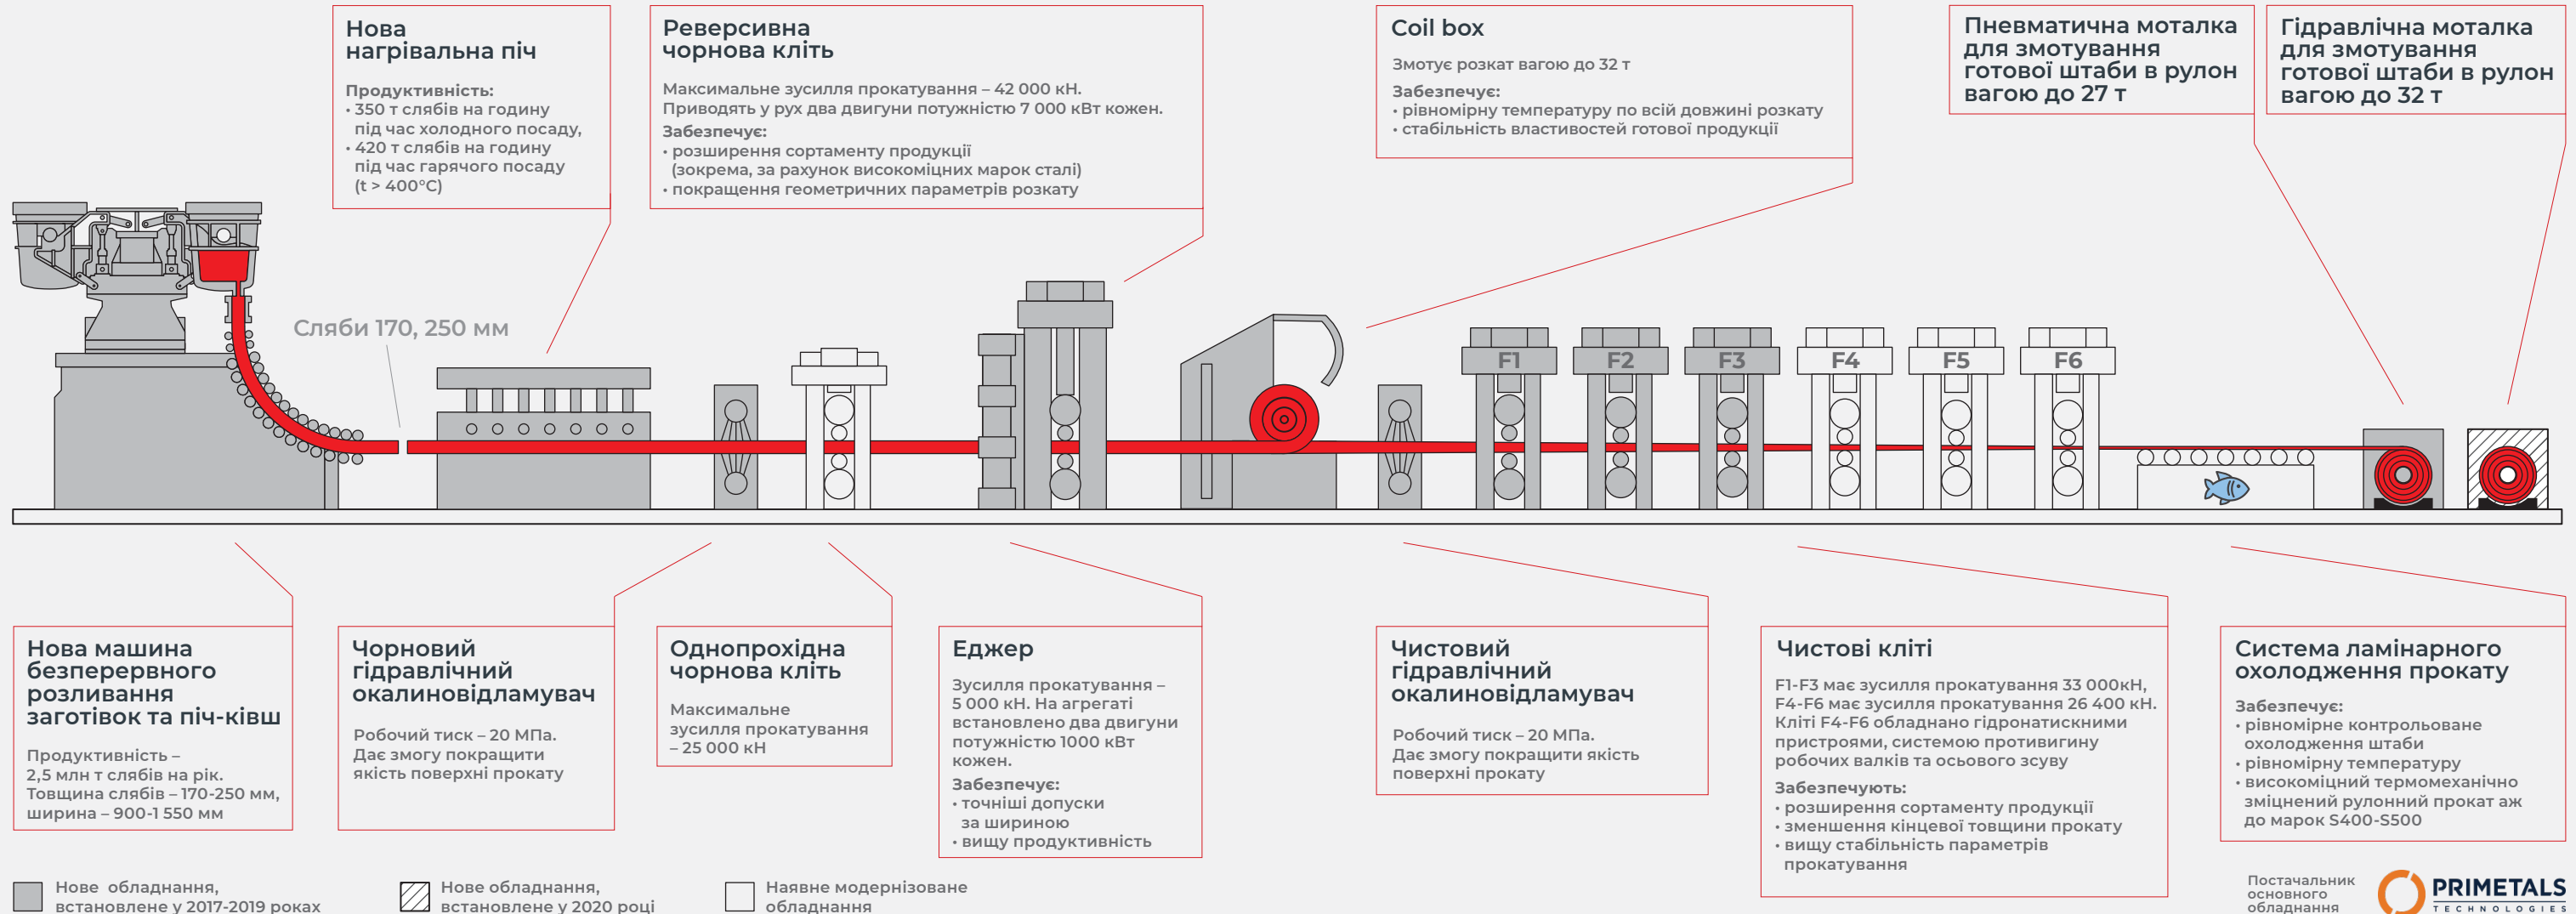 Нова
нагрівальна піч
Продуктивність:
• 350 т слябів на годину
під час холодного посаду,
• 420 т слябів на годину
під час гарячого посаду
(t > 400°C)
Реверсивна
чорнова кліть
Максимальне зусилля прокатування – 42 000 кН.
Приводять у рух два двигуни потужністю 7 000 кВт кожен.
Забезпечує:
• розширення сортаменту продукції
(зокрема, за рахунок високоміцних марок сталі)
• покращення геометричних параметрів розкату
Coil box
Змотує розкат вагою до 32 т
Забезпечує:
• рівномірну температуру по всій довжині розкату
• стабільність властивостей готової продукції
Пневматична моталка
для змотування
готової штаби в рулон
вагою до 27 т
Гідравлічна моталка
для змотування
готової штаби в рулон
вагою до 32 т
Сляби 170, 250 мм
F1
F2
F3
F4
F5
F6
Нова машина
безперервного
розливання
заготівок та піч-ківш
Продуктивність –
2,5 млн т слябів на рік.
Товщина слябів – 170-250 мм,
ширина – 900-1 550 мм
Чорновий
гідравлічний
окалиновідламувач
Робочий тиск – 20 МПа.
Дає змогу покращити
якість поверхні прокату
Однопрохідна
чорнова кліть
Максимальне
зусилля прокатування
– 25 000 кН
Еджер
Зусилля прокатування –
5 000 кН. На агрегаті
встановлено два двигуни
потужністю 1000 кВт
кожен.
Забезпечує:
• точніші допуски
за шириною
• вищу продуктивність
Чистовий
гідравлічний
окалиновідламувач
Робочий тиск – 20 МПа.
Дає змогу покращити якість
поверхні прокату
Чистові кліті
F1-F3 має зусилля прокатування 33 000кН,
F4-F6 має зусилля прокатування 26 400 кН.
Кліті F4-F6 обладнано гідронатискними
пристроями, системою противигину
робочих валків та осьового зсуву
Забезпечують:
• розширення сортаменту продукції
• зменшення кінцевої товщини прокату
• вищу стабільність параметрів
прокатування
Система ламінарного
охолодження прокату
Забезпечує:
• рівномірне контрольоване
охолодження штаби
• рівномірну температуру
• високоміцний термомеханічно
зміцнений рулонний прокат аж
до марок S400-S500
Нове обладнання,
встановлене у 2017-2019 роках
Нове обладнання,
встановлене у 2020 році
Наявне модернізоване
обладнання
Постачальник
основного
обладнання
PRIMETALS
TECHNOLOGIES